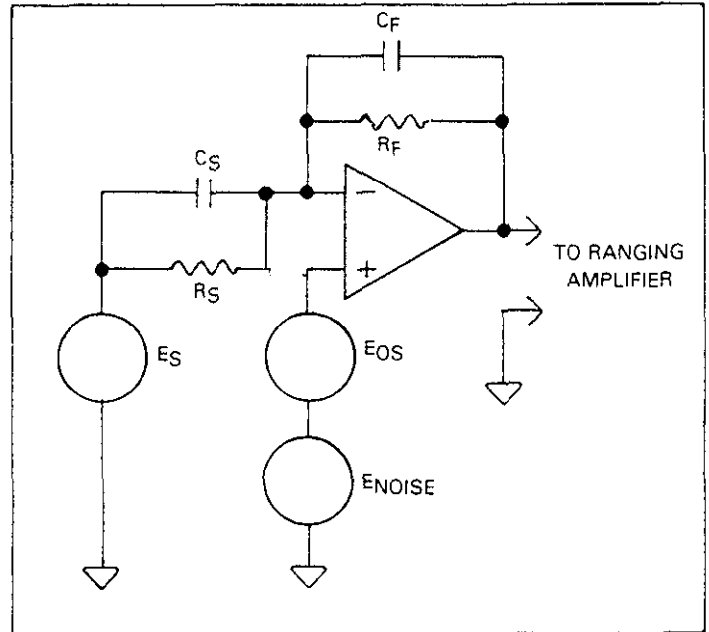 CF
RF
CS
−
RS
+
TO RANGING
AMPLIFIER
ES
EOS
ENOISE